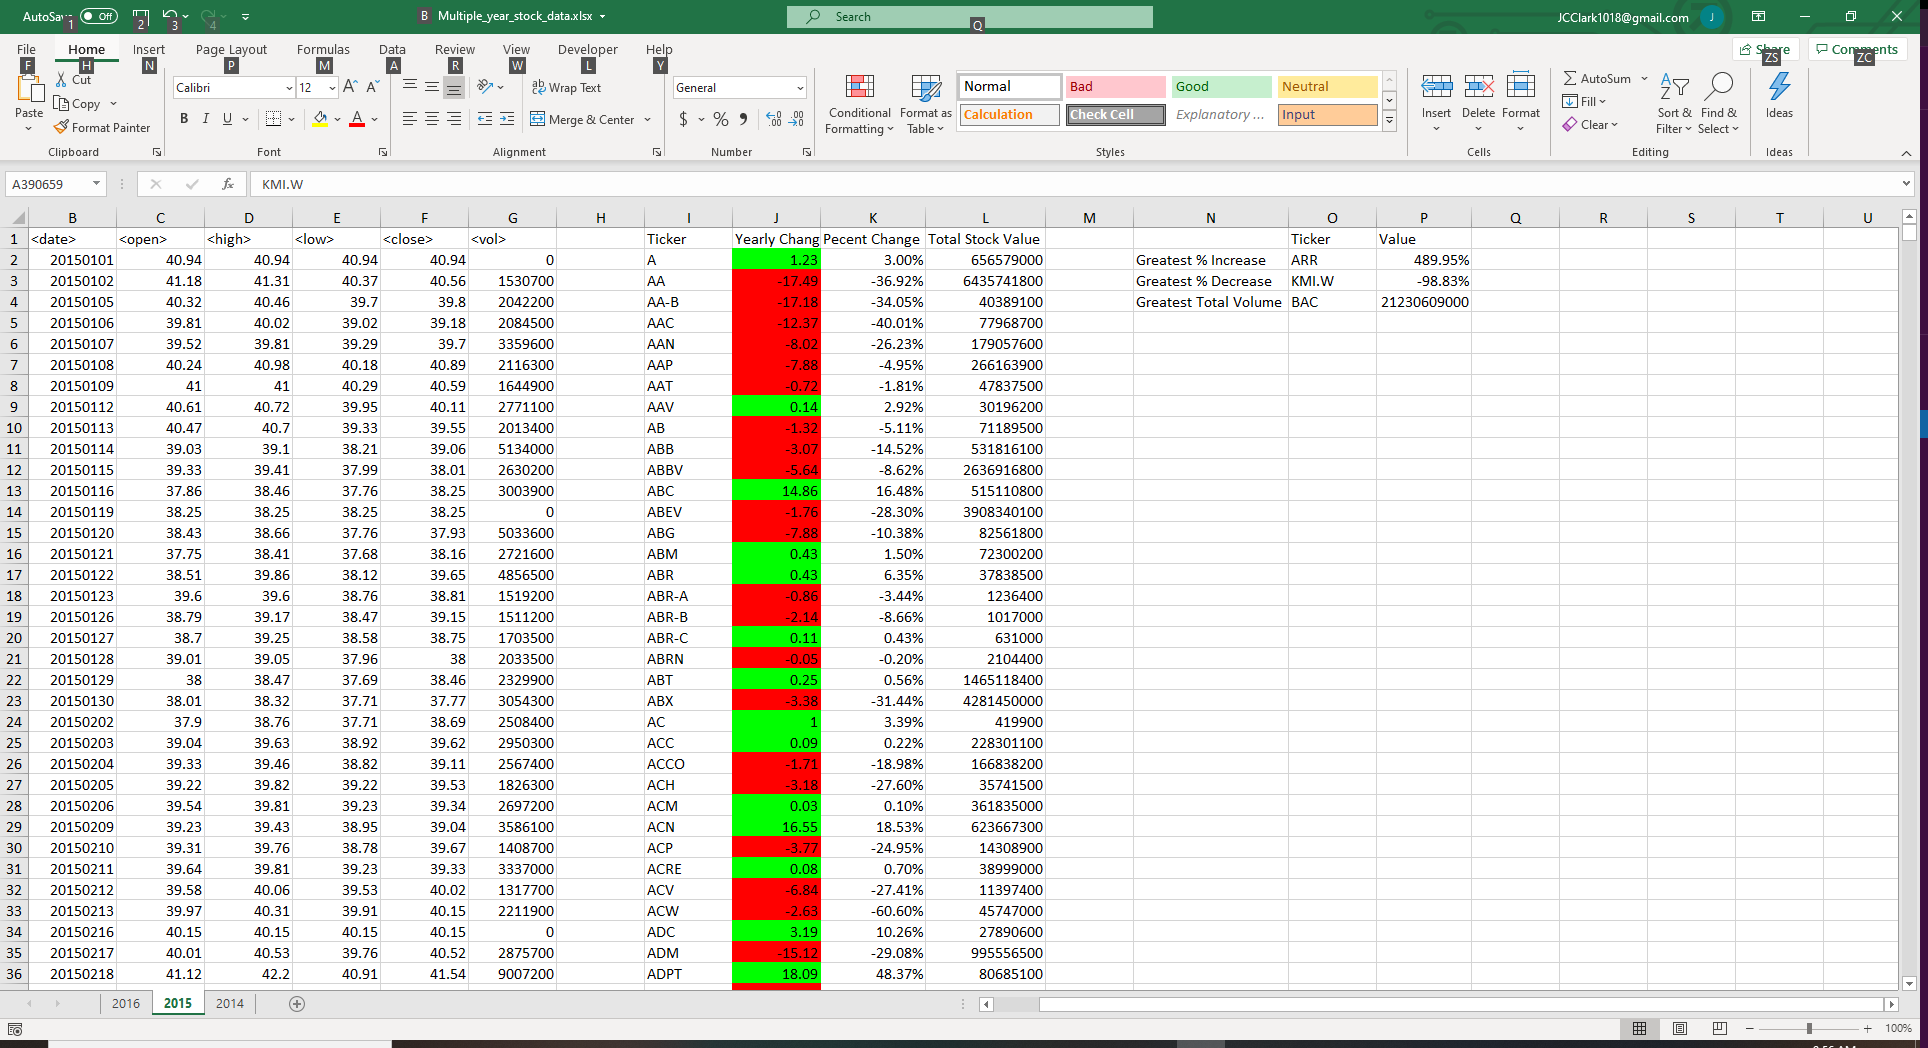 AutoSave Off
Multiple_year_stock_data.xlsx
Search
JCClark1018@gmail.com J
1 2 3 4 B Q
File Home Insert Page Layout Formulas Data Review View Developer Help
Share Comments
F H N P M A R W L Y ZS ZC
Paste
Cut
Copy
Format Painter
Clipboard
Calibri 12
B I U
Font
Wrap Text
Merge & Center
Alignment
General
$ % 9
Number
Conditional Formatting
Format as Table
Normal Bad Good Neutral
Calculation Check Cell Explanatory ... Input
Styles
Insert Delete Format
Cells
AutoSum
Fill
Clear
Sort & Filter
Find & Select
Editing
Ideas
Ideas
A390659 fx KMI.W
B C D E F G H I J K L M N O P Q R S T U
1 <date> <open> <high> <low> <close> <vol> Ticker Yearly Chang Pecent Change Total Stock Value Ticker Value
2 20150101 40.94 40.94 40.94 40.94 0 A 1.23 3.00% 656579000 Greatest % Increase ARR 489.95%
3 20150102 41.18 41.31 40.37 40.56 1530700 AA -17.49 -36.92% 6435741800 Greatest % Decrease KMI.W -98.83%
4 20150105 40.32 40.46 39.7 39.8 2042200 AA-B -17.18 -34.05% 40389100 Greatest Total Volume BAC 21230609000
5 20150106 39.81 40.02 39.02 39.18 2084500 AAC -12.37 -40.01% 77968700
6 20150107 39.52 39.81 39.29 39.7 3359600 AAN -8.02 -26.23% 179057600
7 20150108 40.24 40.98 40.18 40.89 2116300 AAP -7.88 -4.95% 266163900
8 20150109 41 41 40.29 40.59 1644900 AAT -0.72 -1.81% 47837500
9 20150112 40.61 40.72 39.95 40.11 2771100 AAV 0.14 2.92% 30196200
10 20150113 40.47 40.7 39.33 39.55 2013400 AB -1.32 -5.11% 71189500
11 20150114 39.03 39.1 38.21 39.06 5134000 ABB -3.07 -14.52% 531816100
12 20150115 39.33 39.41 37.99 38.01 2630200 ABBV -5.64 -8.62% 2636916800
13 20150116 37.86 38.46 37.76 38.25 3003900 ABC 14.86 16.48% 515110800
14 20150119 38.25 38.25 38.25 38.25 0 ABEV -1.76 -28.30% 3908340100
15 20150120 38.43 38.66 37.76 37.93 5033600 ABG -7.88 -10.38% 82561800
16 20150121 37.75 38.41 37.68 38.16 2721600 ABM 0.43 1.50% 72300200
17 20150122 38.51 39.86 38.12 39.65 4856500 ABR 0.43 6.35% 37838500
18 20150123 39.6 39.6 38.76 38.81 1519200 ABR-A -0.86 -3.44% 1236400
19 20150126 38.79 39.17 38.47 39.15 1511200 ABR-B -2.14 -8.66% 1017000
20 20150127 38.7 39.25 38.58 38.75 1703500 ABR-C 0.11 0.43% 631000
21 20150128 39.01 39.05 37.96 38 2033500 ABRN -0.05 -0.20% 2104400
22 20150129 38 38.47 37.69 38.46 2329900 ABT 0.25 0.56% 1465118400
23 20150130 38.01 38.32 37.71 37.77 3054300 ABX -3.38 -31.44% 4281450000
24 20150202 37.9 38.76 37.71 38.69 2508400 AC 1 3.39% 419900
25 20150203 39.04 39.63 38.92 39.62 2950300 ACC 0.09 0.22% 228301100
26 20150204 39.33 39.46 38.82 39.11 2567400 ACCO -1.71 -18.98% 166838200
27 20150205 39.22 39.82 39.22 39.53 1826300 ACH -3.18 -27.60% 35741500
28 20150206 39.54 39.81 39.23 39.34 2697200 ACM 0.03 0.10% 361835000
29 20150209 39.23 39.43 38.95 39.04 3586100 ACN 16.55 18.53% 623667300
30 20150210 39.31 39.76 38.78 39.67 1408700 ACP -3.77 -24.95% 14308900
31 20150211 39.64 39.81 39.23 39.33 3337000 ACRE 0.08 0.70% 38999000
32 20150212 39.58 40.06 39.53 40.02 1317700 ACV -6.84 -27.41% 11397400
33 20150213 39.97 40.31 39.91 40.15 2211900 ACW -2.63 -60.60% 45747000
34 20150216 40.15 40.15 40.15 40.15 0 ADC 3.19 10.26% 27890600
35 20150217 40.01 40.53 39.76 40.52 2875700 ADM -15.12 -29.08% 995556500
36 20150218 41.12 42.2 40.91 41.54 9007200 ADPT 18.09 48.37% 80685100
2016 2015 2014
100%